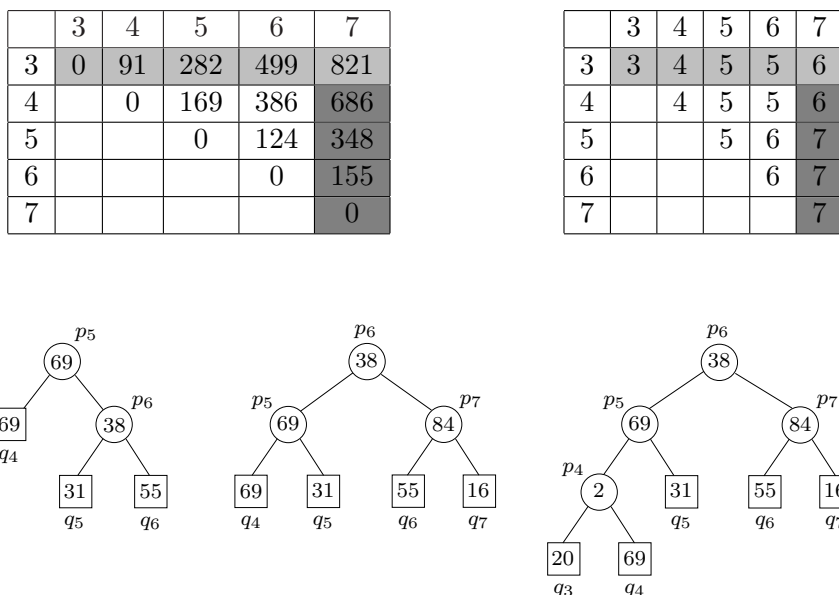 3 4 5 6 7
3 0 91 282 499 821
4 0 169 386 686
5 0 124 348
6 0 155
7 0
3 4 5 6 7
3 3 4 5 5 6
4 4 5 5 6
5 5 6 7
6 6 7
7 7
p5
69
p6
69 38
q4
31 55
q5 q6
p6
38
p5 p7
69 84
69 31 55 16
q4 q5 q6 q7
p6
38
p5 p7
69 84
p4
2 31 55 16
q5 q6 q7
20 69
q3 q4